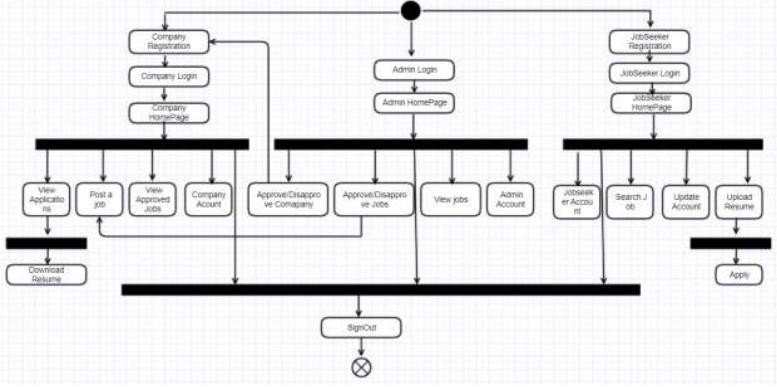 Company
Registration
JobSeeker
Registration
Admin Login
Company Login
JobSeeker Login
Admin HomePage
Company
HomePage
JobSeeker
HomePage
View
Applicatio
ns
Post a
job
View
Approved
Jobs
Company
Acount
Approve/Disappro
ve Comapany
Approve/Disappro
ve Jobs
View jobs
Admin
Account
Jobseek
er Accou
nt
Search J
ob
Update
Account
Upload
Resume
Download
Resume
Apply
SignOut